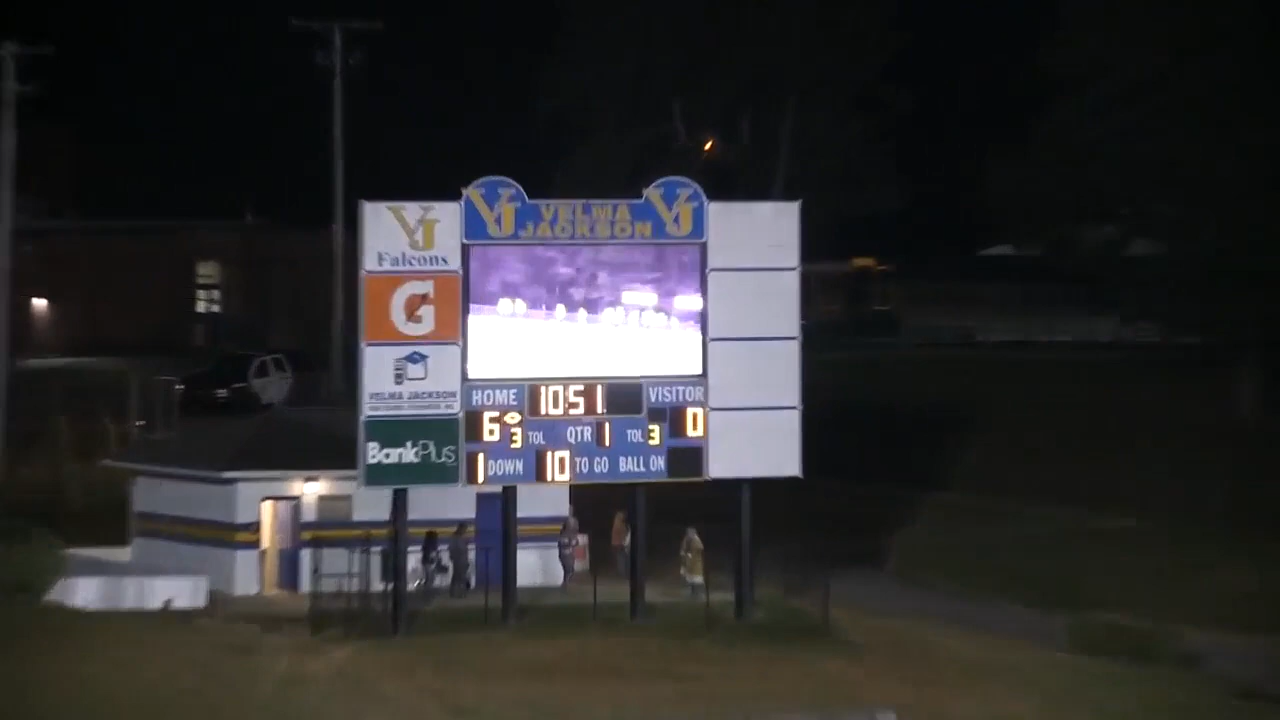 VJ VELMA JACKSON VJ
VJ
Falcons
G
VELMA JACKSON
BankPlus
HOME 10:51 VISITOR
6 3 TOL QTR 1 TOL 3 0
1 DOWN 10 TO GO BALL ON